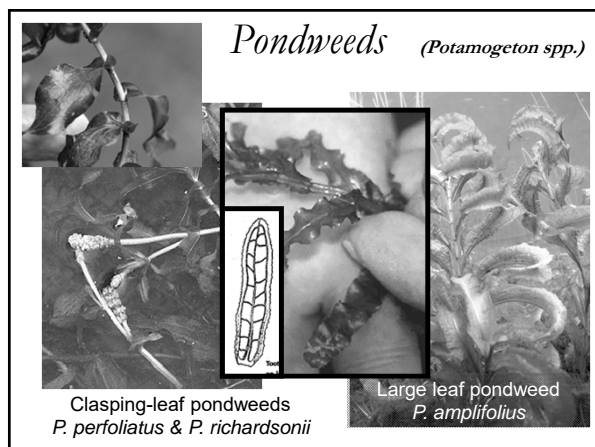 Pondweeds (Potamogeton spp.)
Clasping-leaf pondweeds
P. perfoliatus & P. richardsonii
Large leaf pondweed
P. amplifolius